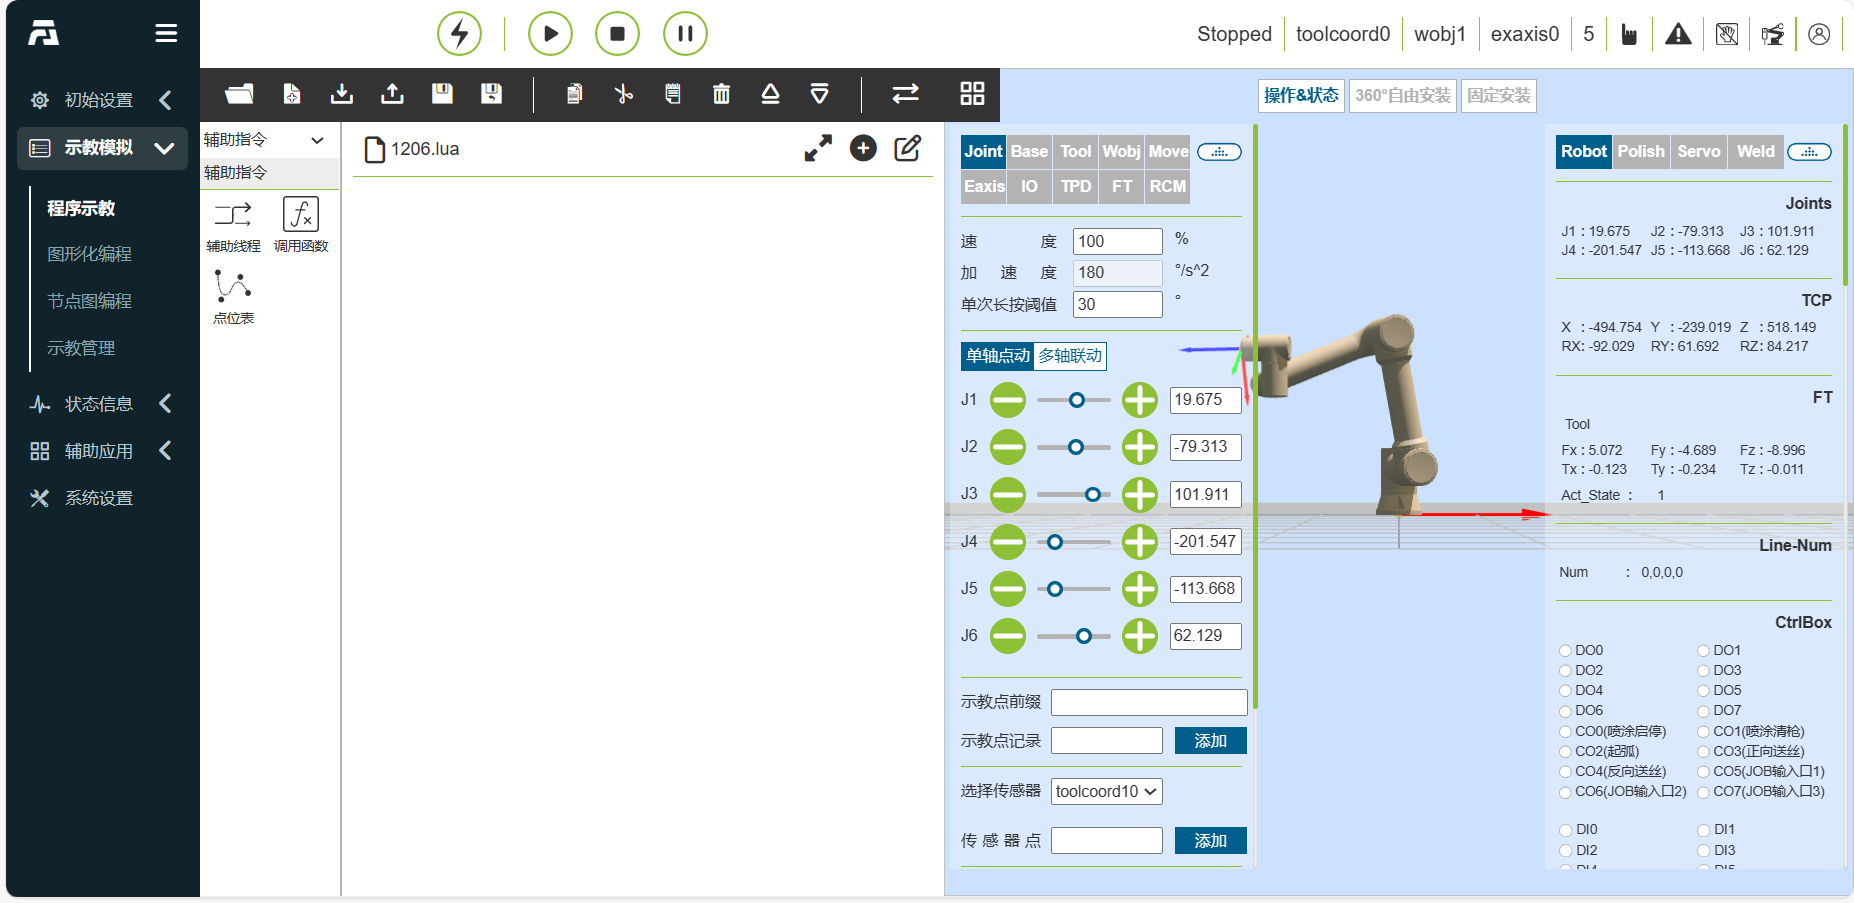 Stopped toolcoord0 wobj1 exaxis0 5
初始设置
示教模拟
程序示教
图形化编程
节点图编程
示教管理
状态信息
辅助应用
系统设置
辅助指令
辅助指令
辅助线程 调用函数
点位表
1206.lua
操作&状态 360°自由安装 固定安装
Joint Base Tool Wobj Move
Eaxis IO TPD FT RCM
速度 100 %
加速度 180 °/s^2
单次长按阈值 30 °
单轴点动 多轴联动
J1 19.675
J2 -79.313
J3 101.911
J4 -201.547
J5 -113.668
J6 62.129
示教点前缀
示教点记录 添加
选择传感器 toolcoord10
传感器点 添加
Robot Polish Servo Weld
Joints
J1 : 19.675 J2 : -79.313 J3 : 101.911
J4 : -201.547 J5 : -113.668 J6 : 62.129
TCP
X : -494.754 Y : -239.019 Z : 518.149
RX: -92.029 RY: 61.692 RZ: 84.217
FT
Tool
Fx : 5.072 Fy : -4.689 Fz : -8.996
Tx : -0.123 Ty : -0.234 Tz : -0.011
Act_State : 1
Line-Num
Num : 0,0,0,0
CtrlBox
DO0 DO1
DO2 DO3
DO4 DO5
DO6 DO7
CO0(喷涂启停) CO1(喷涂清枪)
CO2(起弧) CO3(正向送丝)
CO4(反向送丝) CO5(JOB输入口1)
CO6(JOB输入口2) CO7(JOB输入口3)
DI0 DI1
DI2 DI3
DI4 DI5